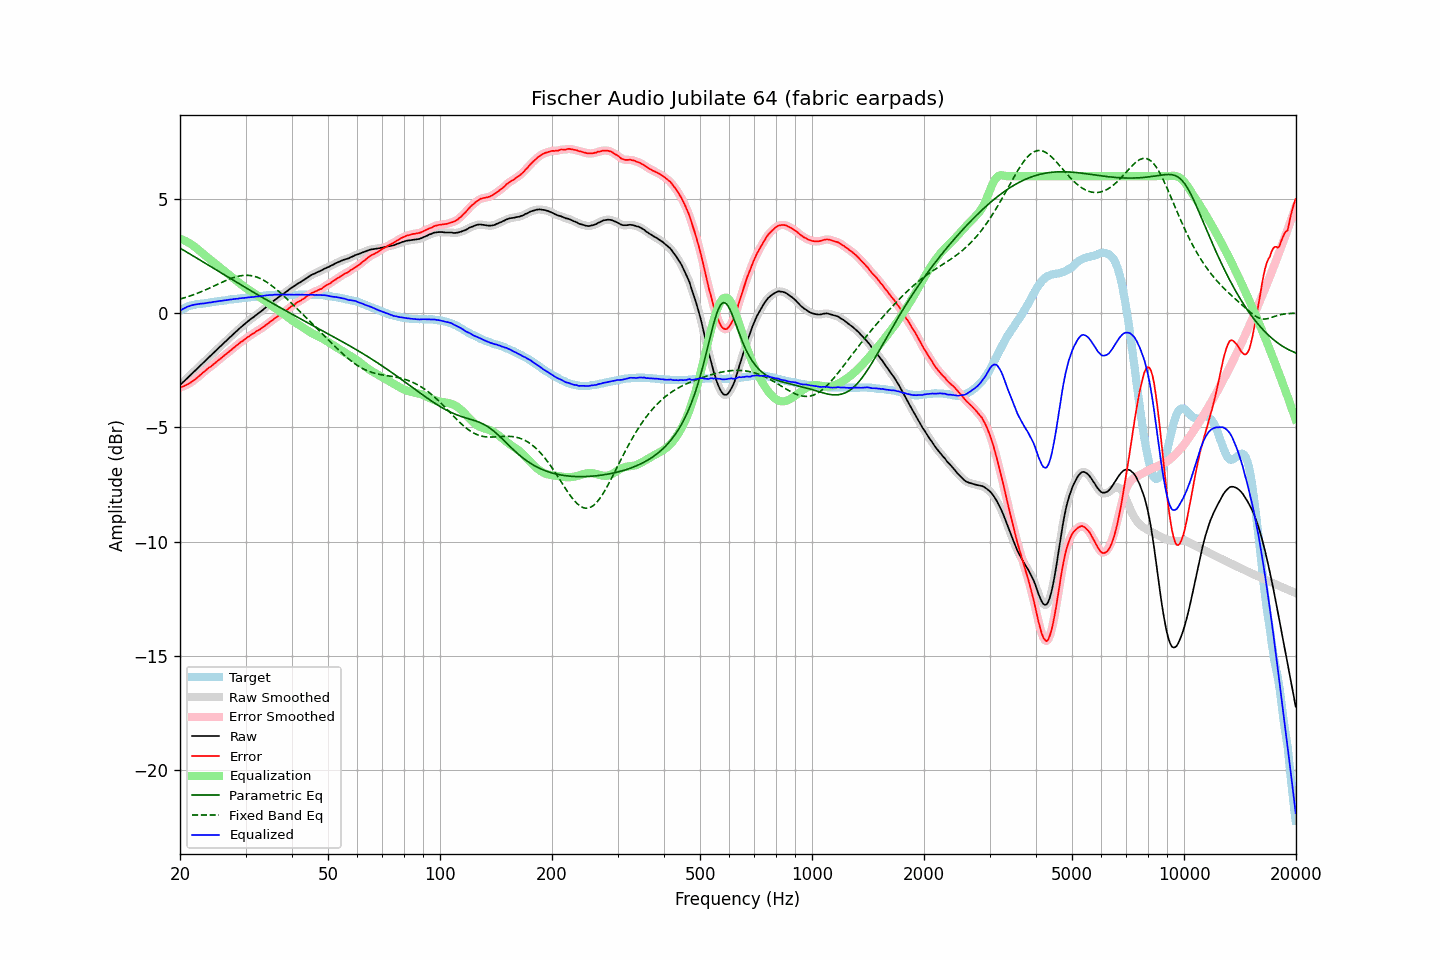 Fischer Audio Jubilate 64 (fabric earpads)
Amplitude (dBr)
5
0
−5
−10
−15
−20
Target
Raw Smoothed
Error Smoothed
Raw
Error
Equalization
Parametric Eq
Fixed Band Eq
Equalized
20 50 100 200 500 1000 2000 5000 10000 20000
Frequency (Hz)